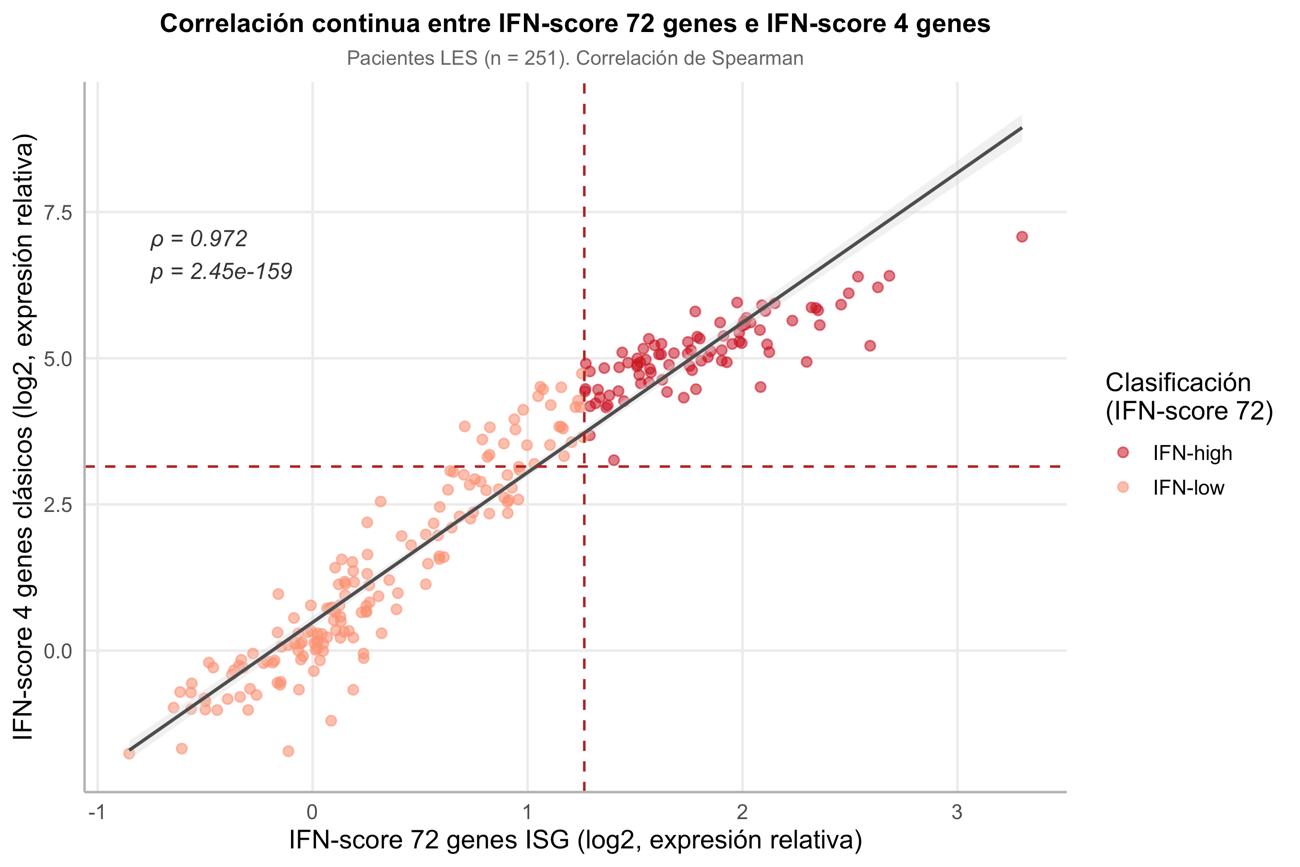 Correlación continua entre IFN-score 72 genes e IFN-score 4 genes
Pacientes LES (n = 251). Correlación de Spearman
IFN-score 4 genes clásicos (log2, expresión relativa)
7.5
5.0
2.5
0.0
ρ = 0.972
p = 2.45e-159
-1
0
1
2
3
IFN-score 72 genes ISG (log2, expresión relativa)
Clasificación
(IFN-score 72)
IFN-high
IFN-low